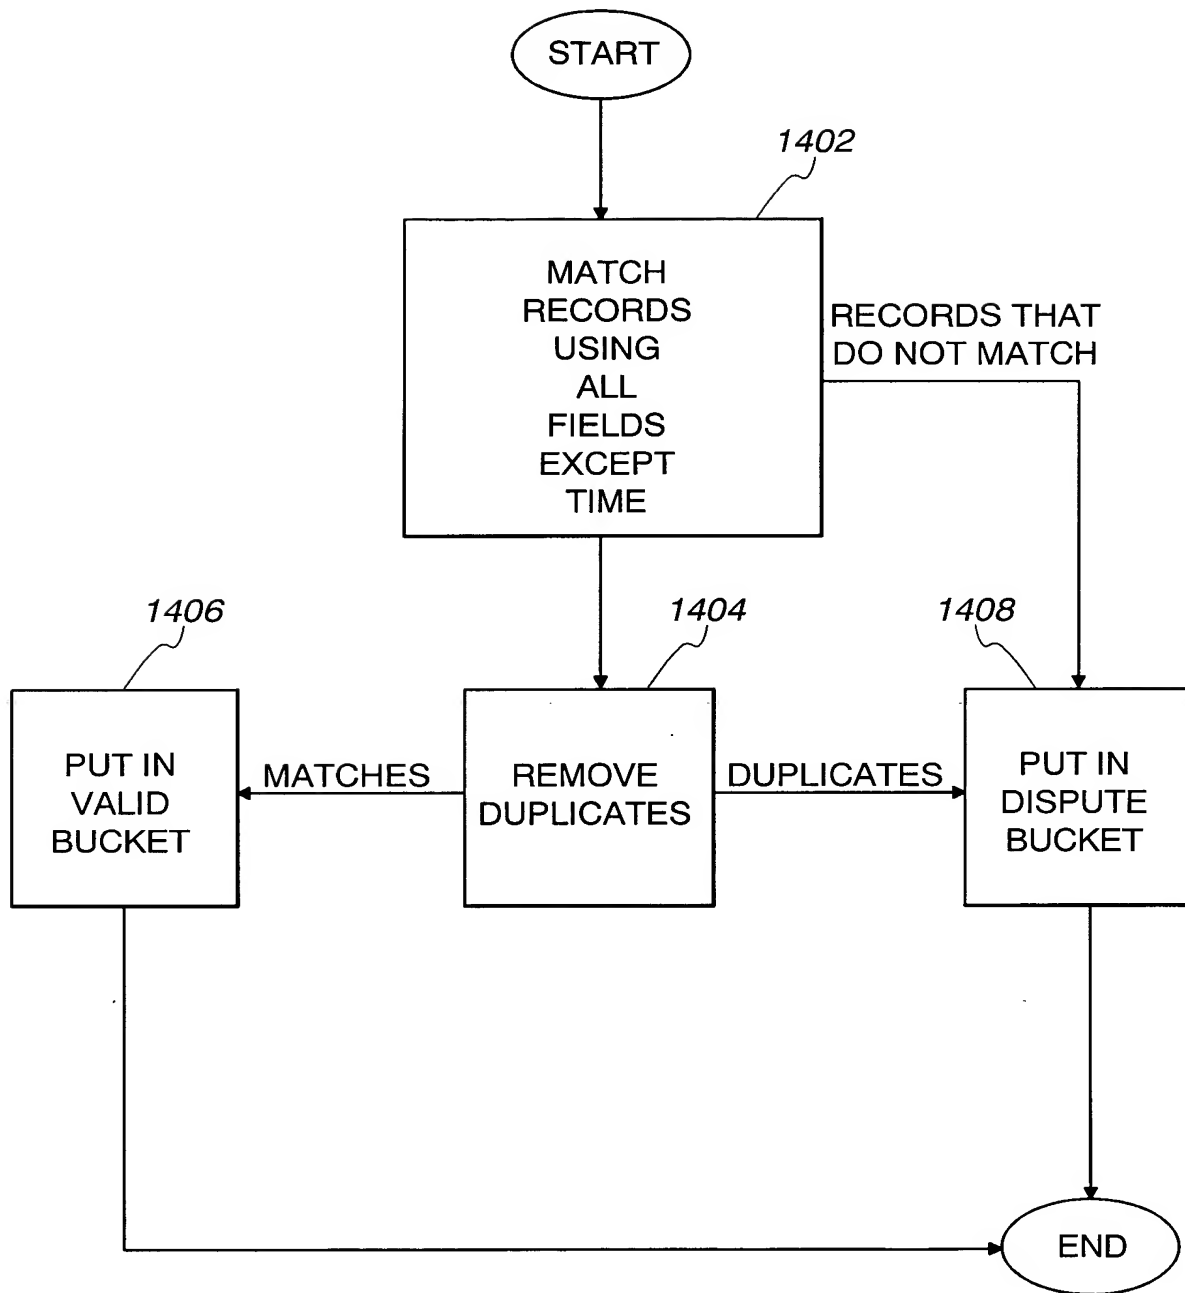 START
1402
MATCH
RECORDS
USING
ALL
FIELDS
EXCEPT
TIME
RECORDS THAT
DO NOT MATCH
1406
1404
1408
PUT IN
VALID
BUCKET
MATCHES
REMOVE
DUPLICATES
DUPLICATES
PUT IN
DISPUTE
BUCKET
END